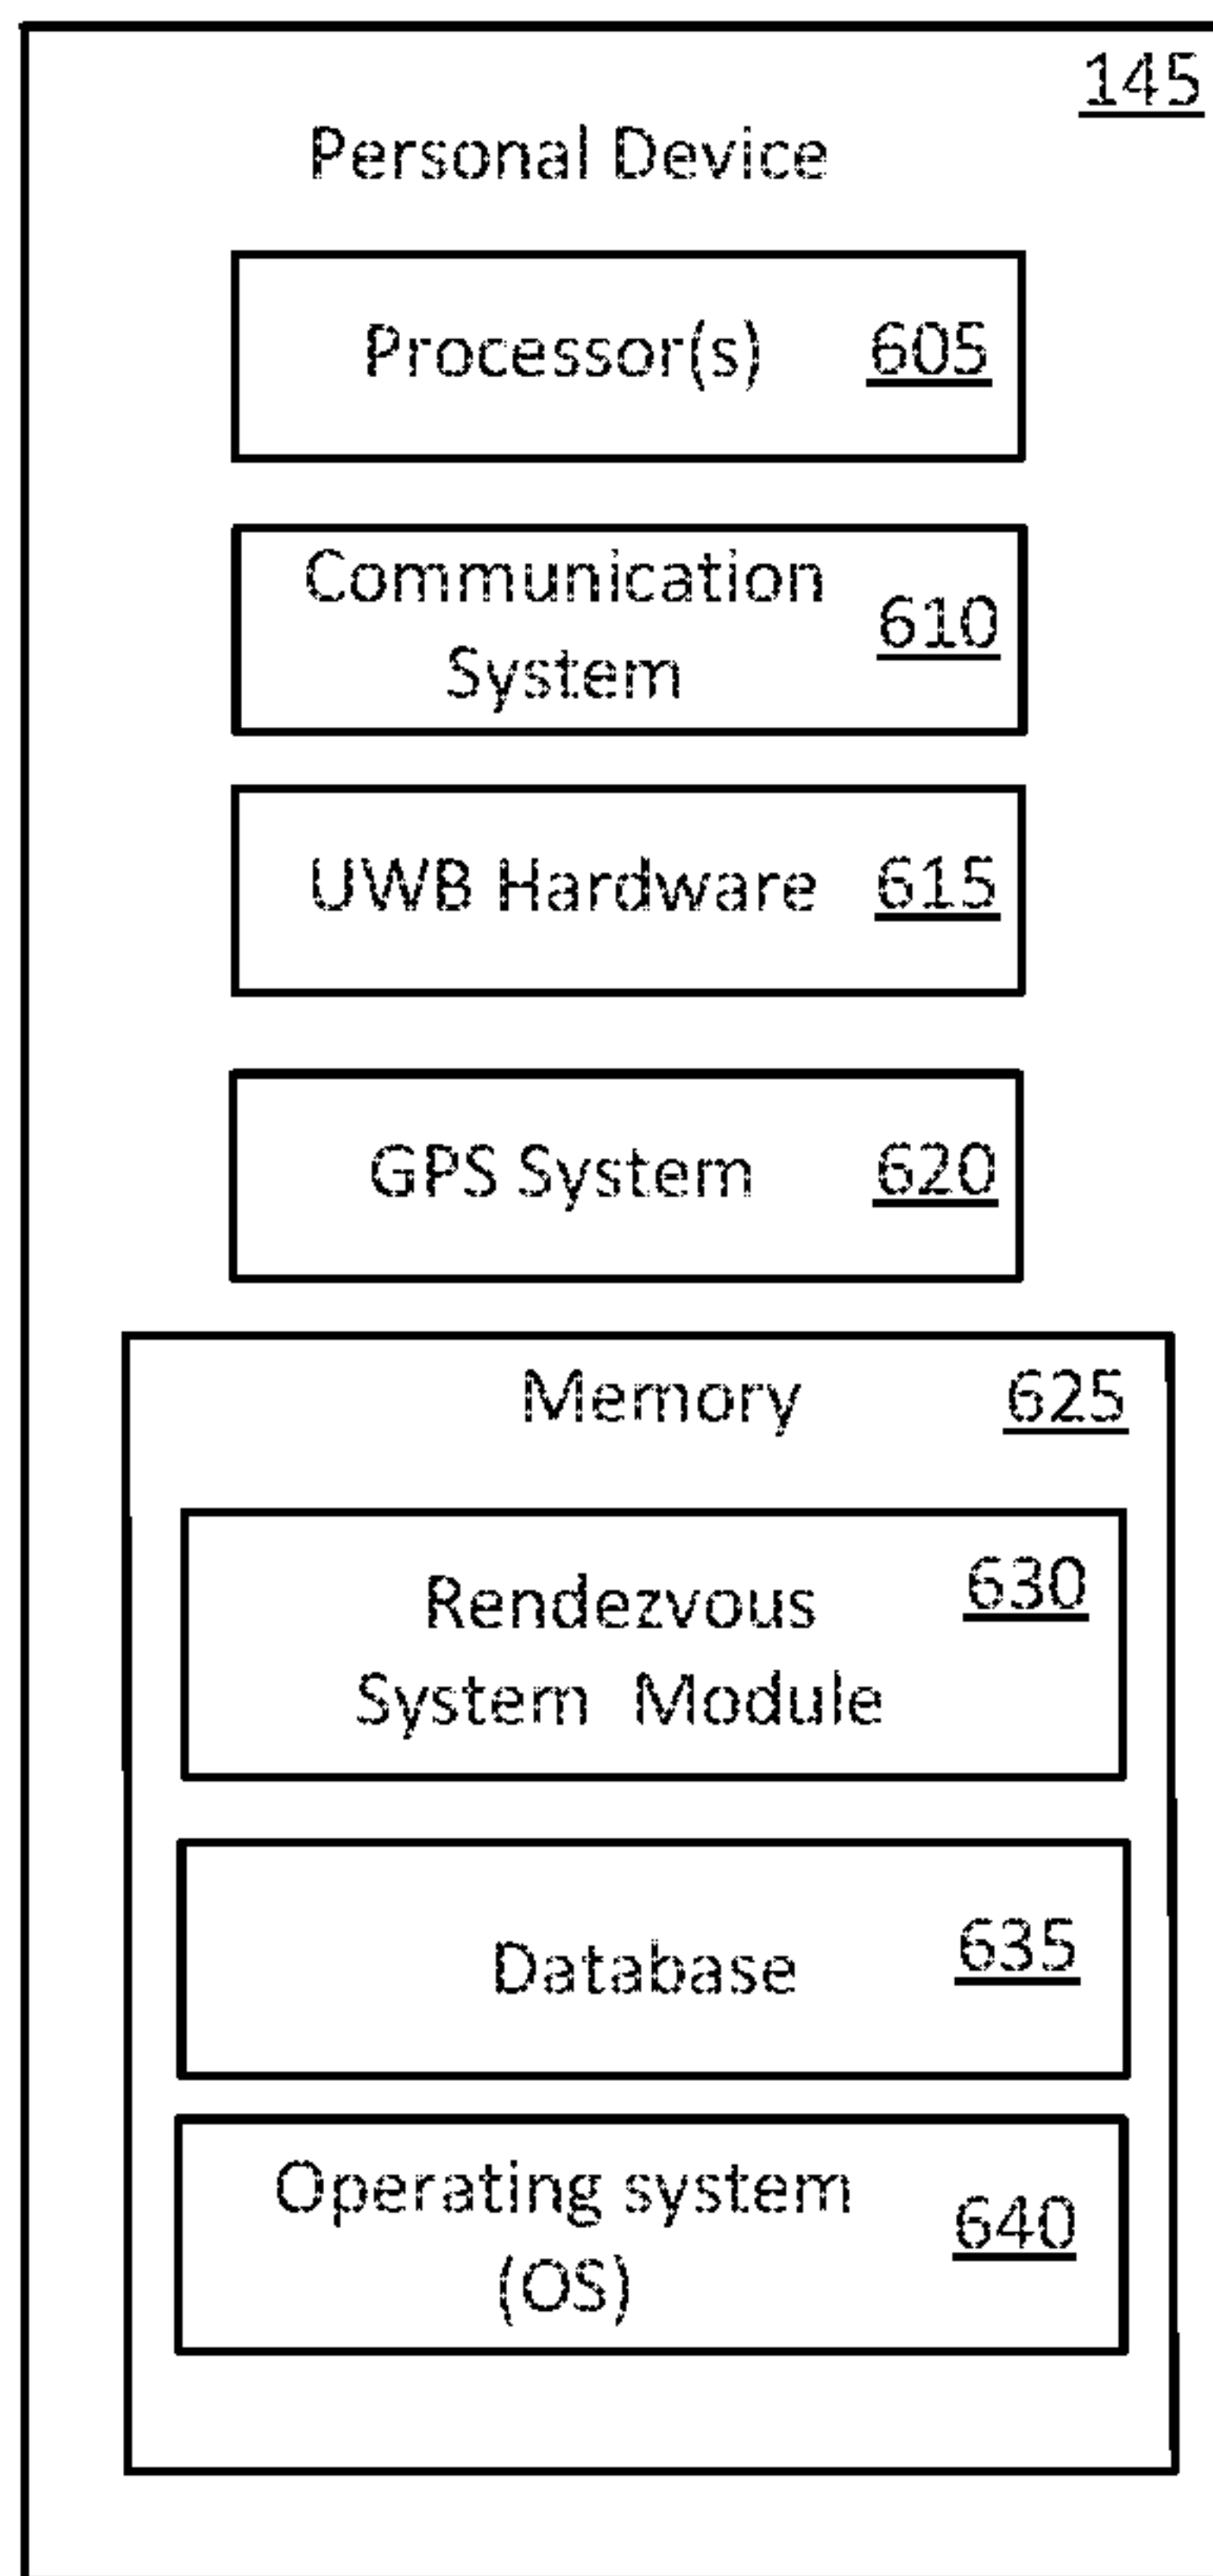 145
Personal Device
Processor(s) 605
Communication
System 610
UWB Hardware 615
GPS System 620
Memory 625
Rendezvous 630
System Module
Database 635
Operating system
(OS) 640